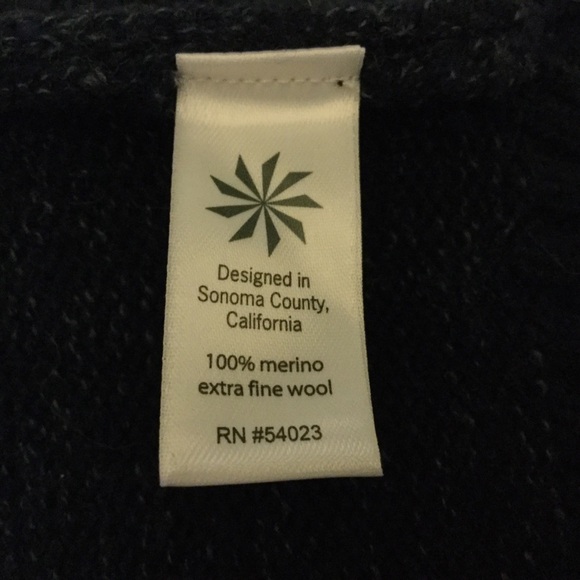 Designed in
Sonoma County,
California
100% merino
extra fine wool
RN #54023